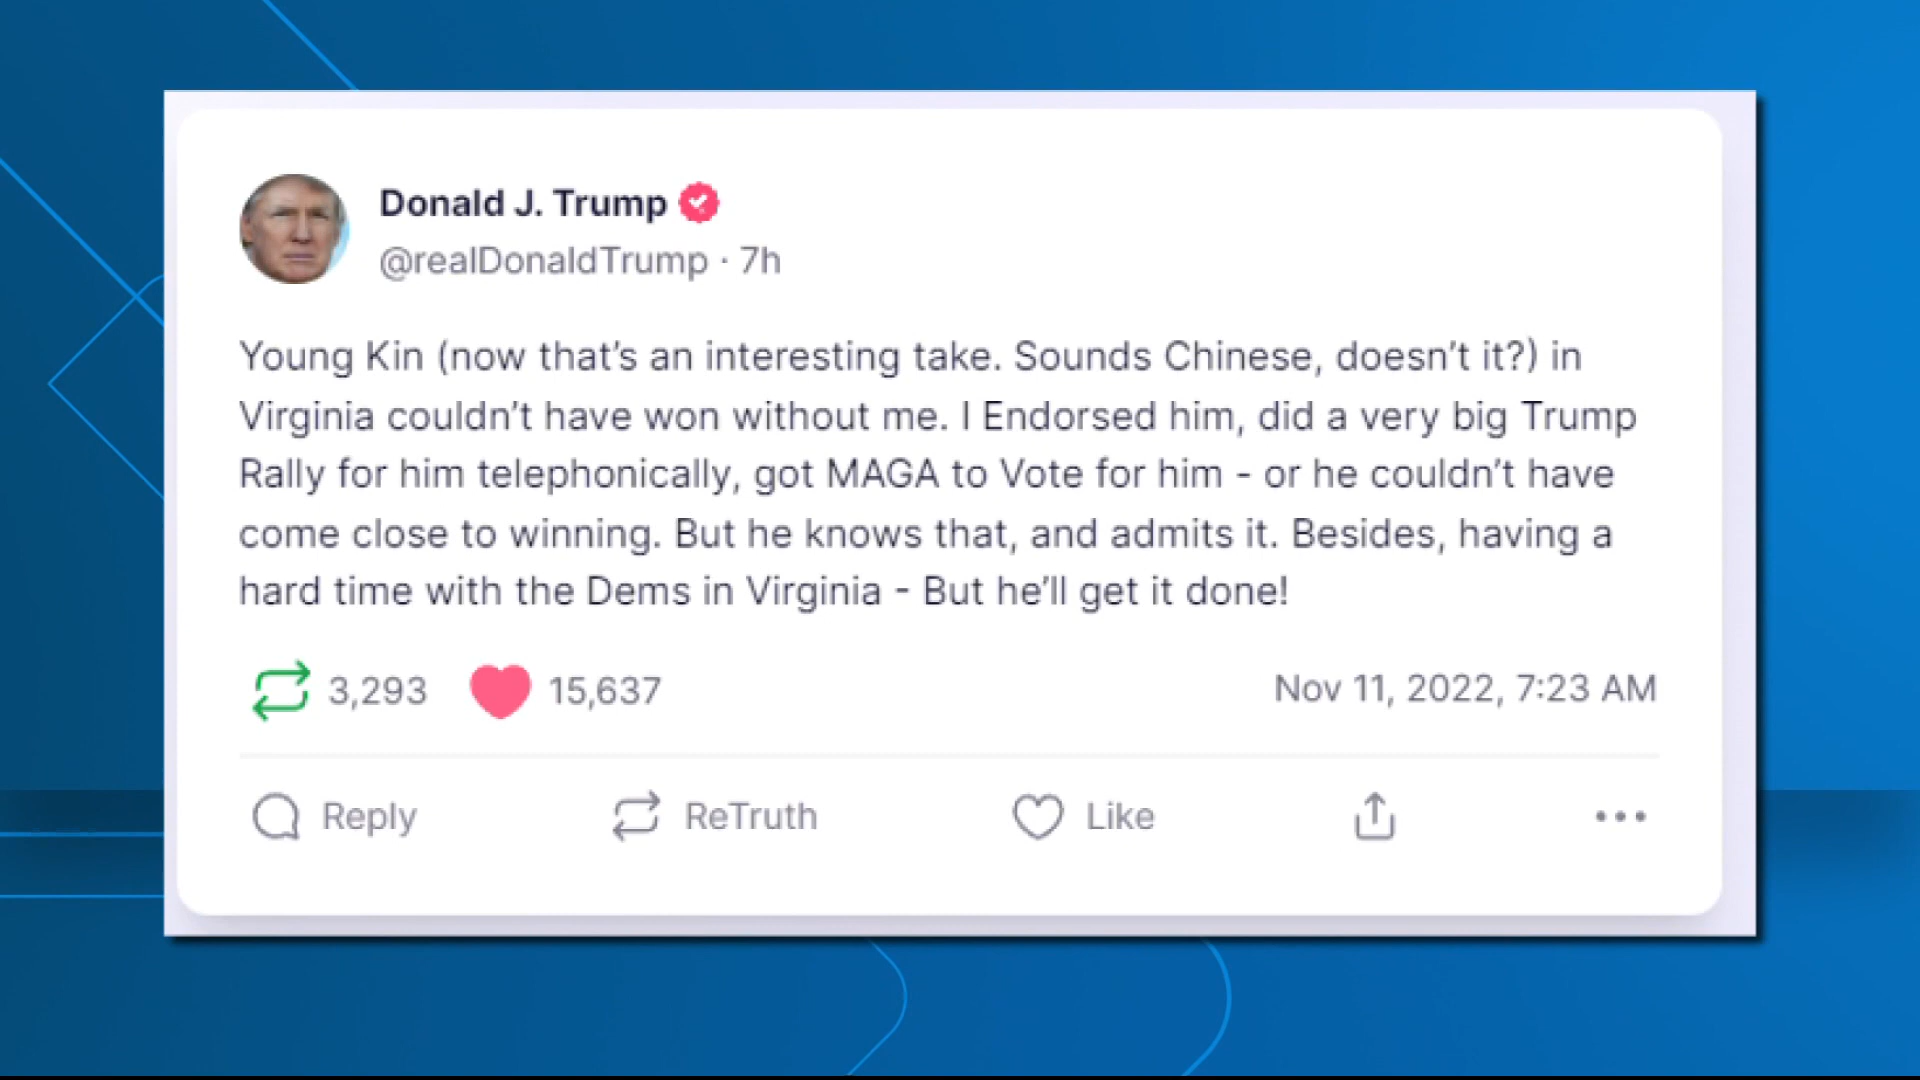 Donald J. Trump
@realDonaldTrump · 7h
Young Kin (now that's an interesting take. Sounds Chinese, doesn't it?) in
Virginia couldn't have won without me. I Endorsed him, did a very big Trump
Rally for him telephonically, got MAGA to Vote for him - or he couldn't have
come close to winning. But he knows that, and admits it. Besides, having a
hard time with the Dems in Virginia - But he'll get it done!
3,293 15,637 Nov 11, 2022, 7:23 AM
Reply ReTruth Like